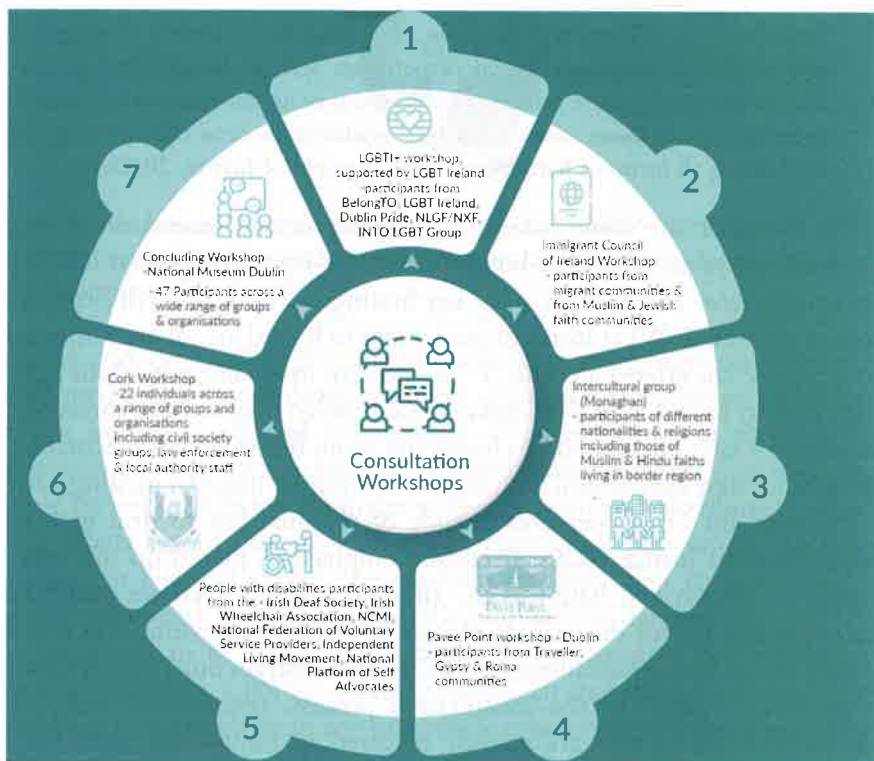 1
LGBTI+ workshop,
supported by LGBT Ireland
-participants from
BelongTO, LGBT Ireland,
Dublin Pride, NLGF/NXF,
INTO LGBT Group
2
Immigrant Council
of Ireland Workshop
- participants from
migrant communities &
from Muslim & Jewish
faith communities
3
Intercultural group
(Monaghan)
- participants of different
nationalities & religions
including those of
Muslim & Hindu faiths
living in border region
4
Pavee Point workshop - Dublin
- participants from Traveller,
Gypsy & Roma
communities
5
People with disabilities participants
from the - Irish Deaf Society, Irish
Wheelchair Association, NCMI,
National Federation of Voluntary
Service Providers, Independent
Living Movement, National
Platform of Self
Advocates
6
Cork Workshop
-22 individuals across
a range of groups and
organisations
including civil society
groups, law enforcement
& local authority staff
7
Concluding Workshop
-National Museum Dublin
-47 Participants across a
wide range of groups
& organisations
Consultation
Workshops